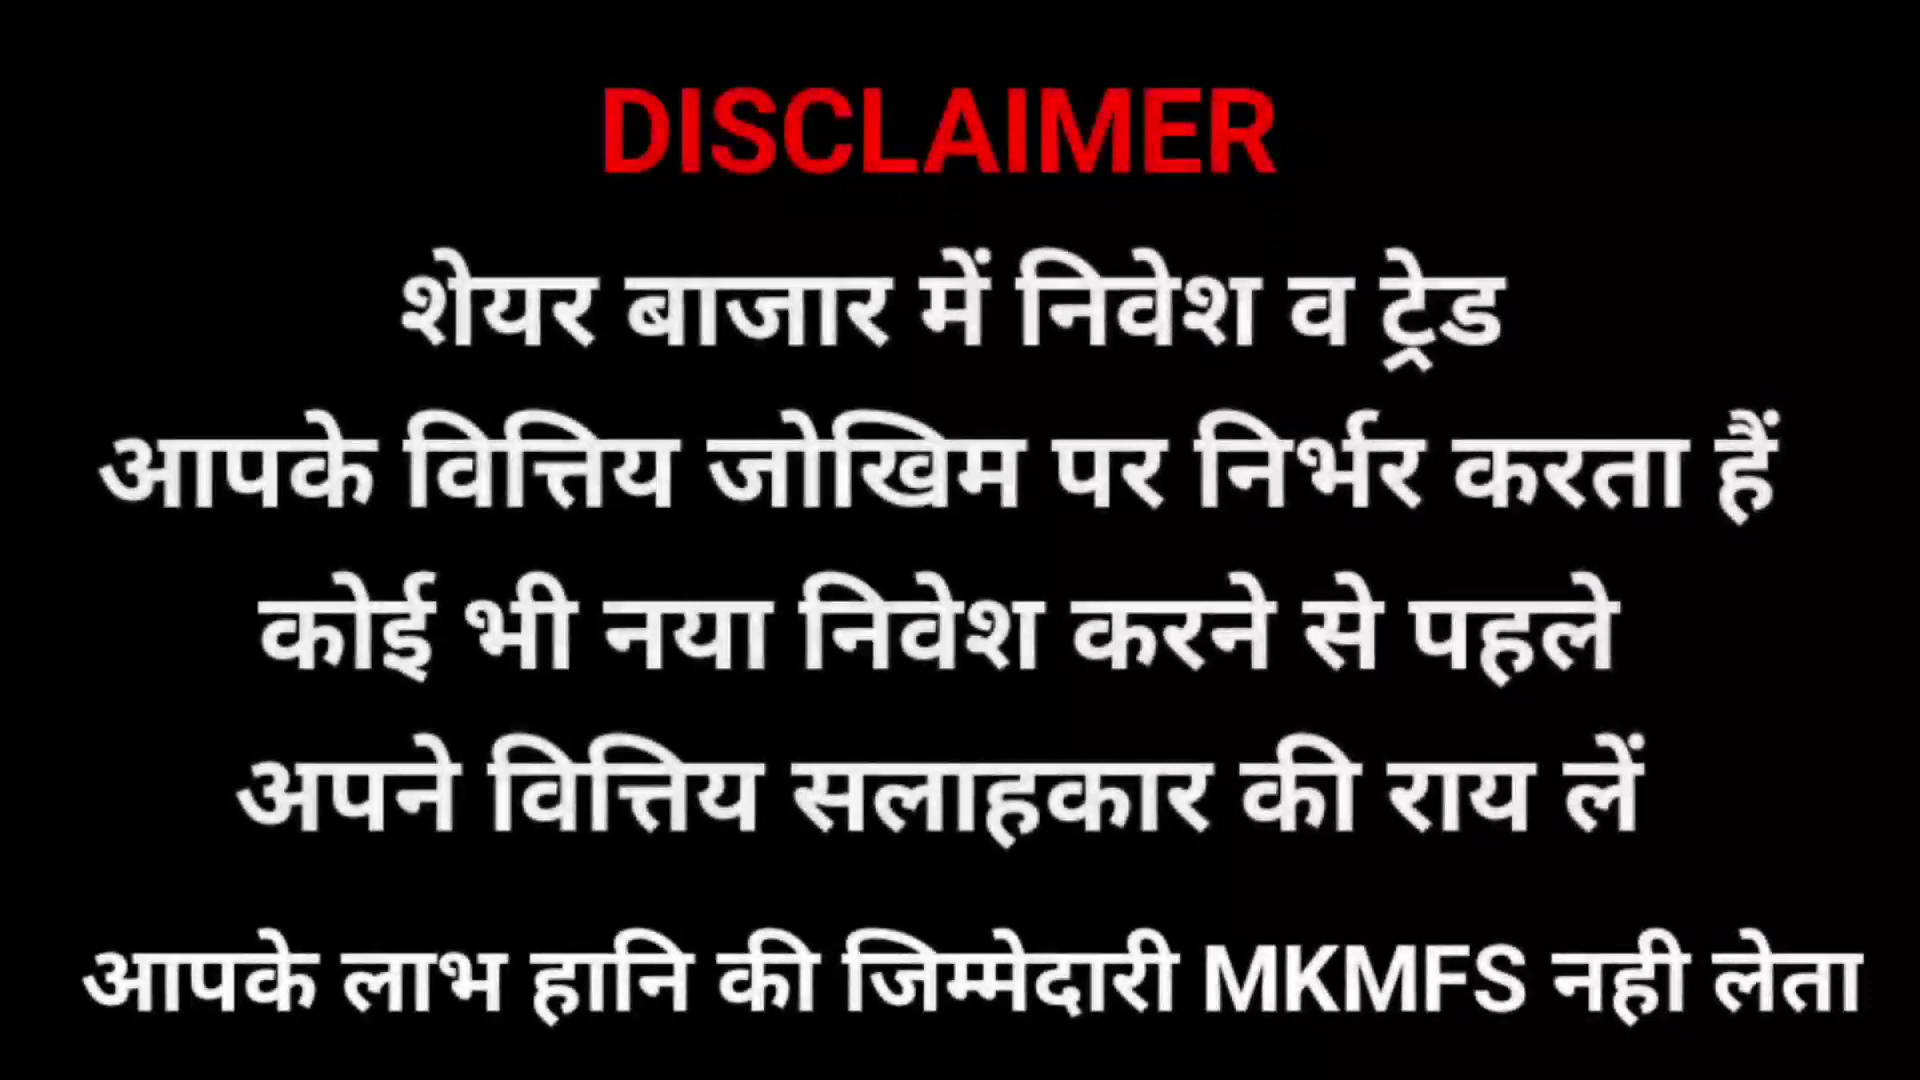 DISCLAIMER
शेयर बाजार में निवेश व ट्रेड
आपके वित्तिय जोखिम पर निर्भर करता हैं
कोई भी नया निवेश करने से पहले
अपने वित्तिय सलाहकार की राय लें
आपके लाभ हानि की जिम्मेदारी MKMFS नही लेता